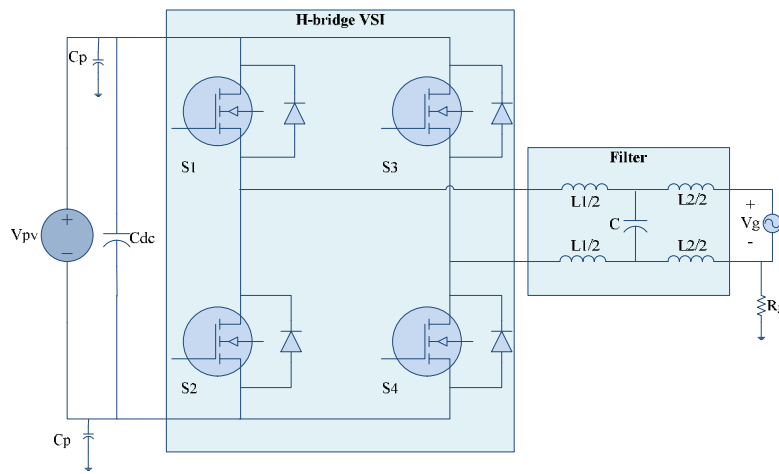 H-bridge VSI
Cp
S1
S3
Filter
L1/2
L2/2
+
Vpv
+
−
Cdc
C
Vg
-
L1/2
L2/2
S2
S4
Cp